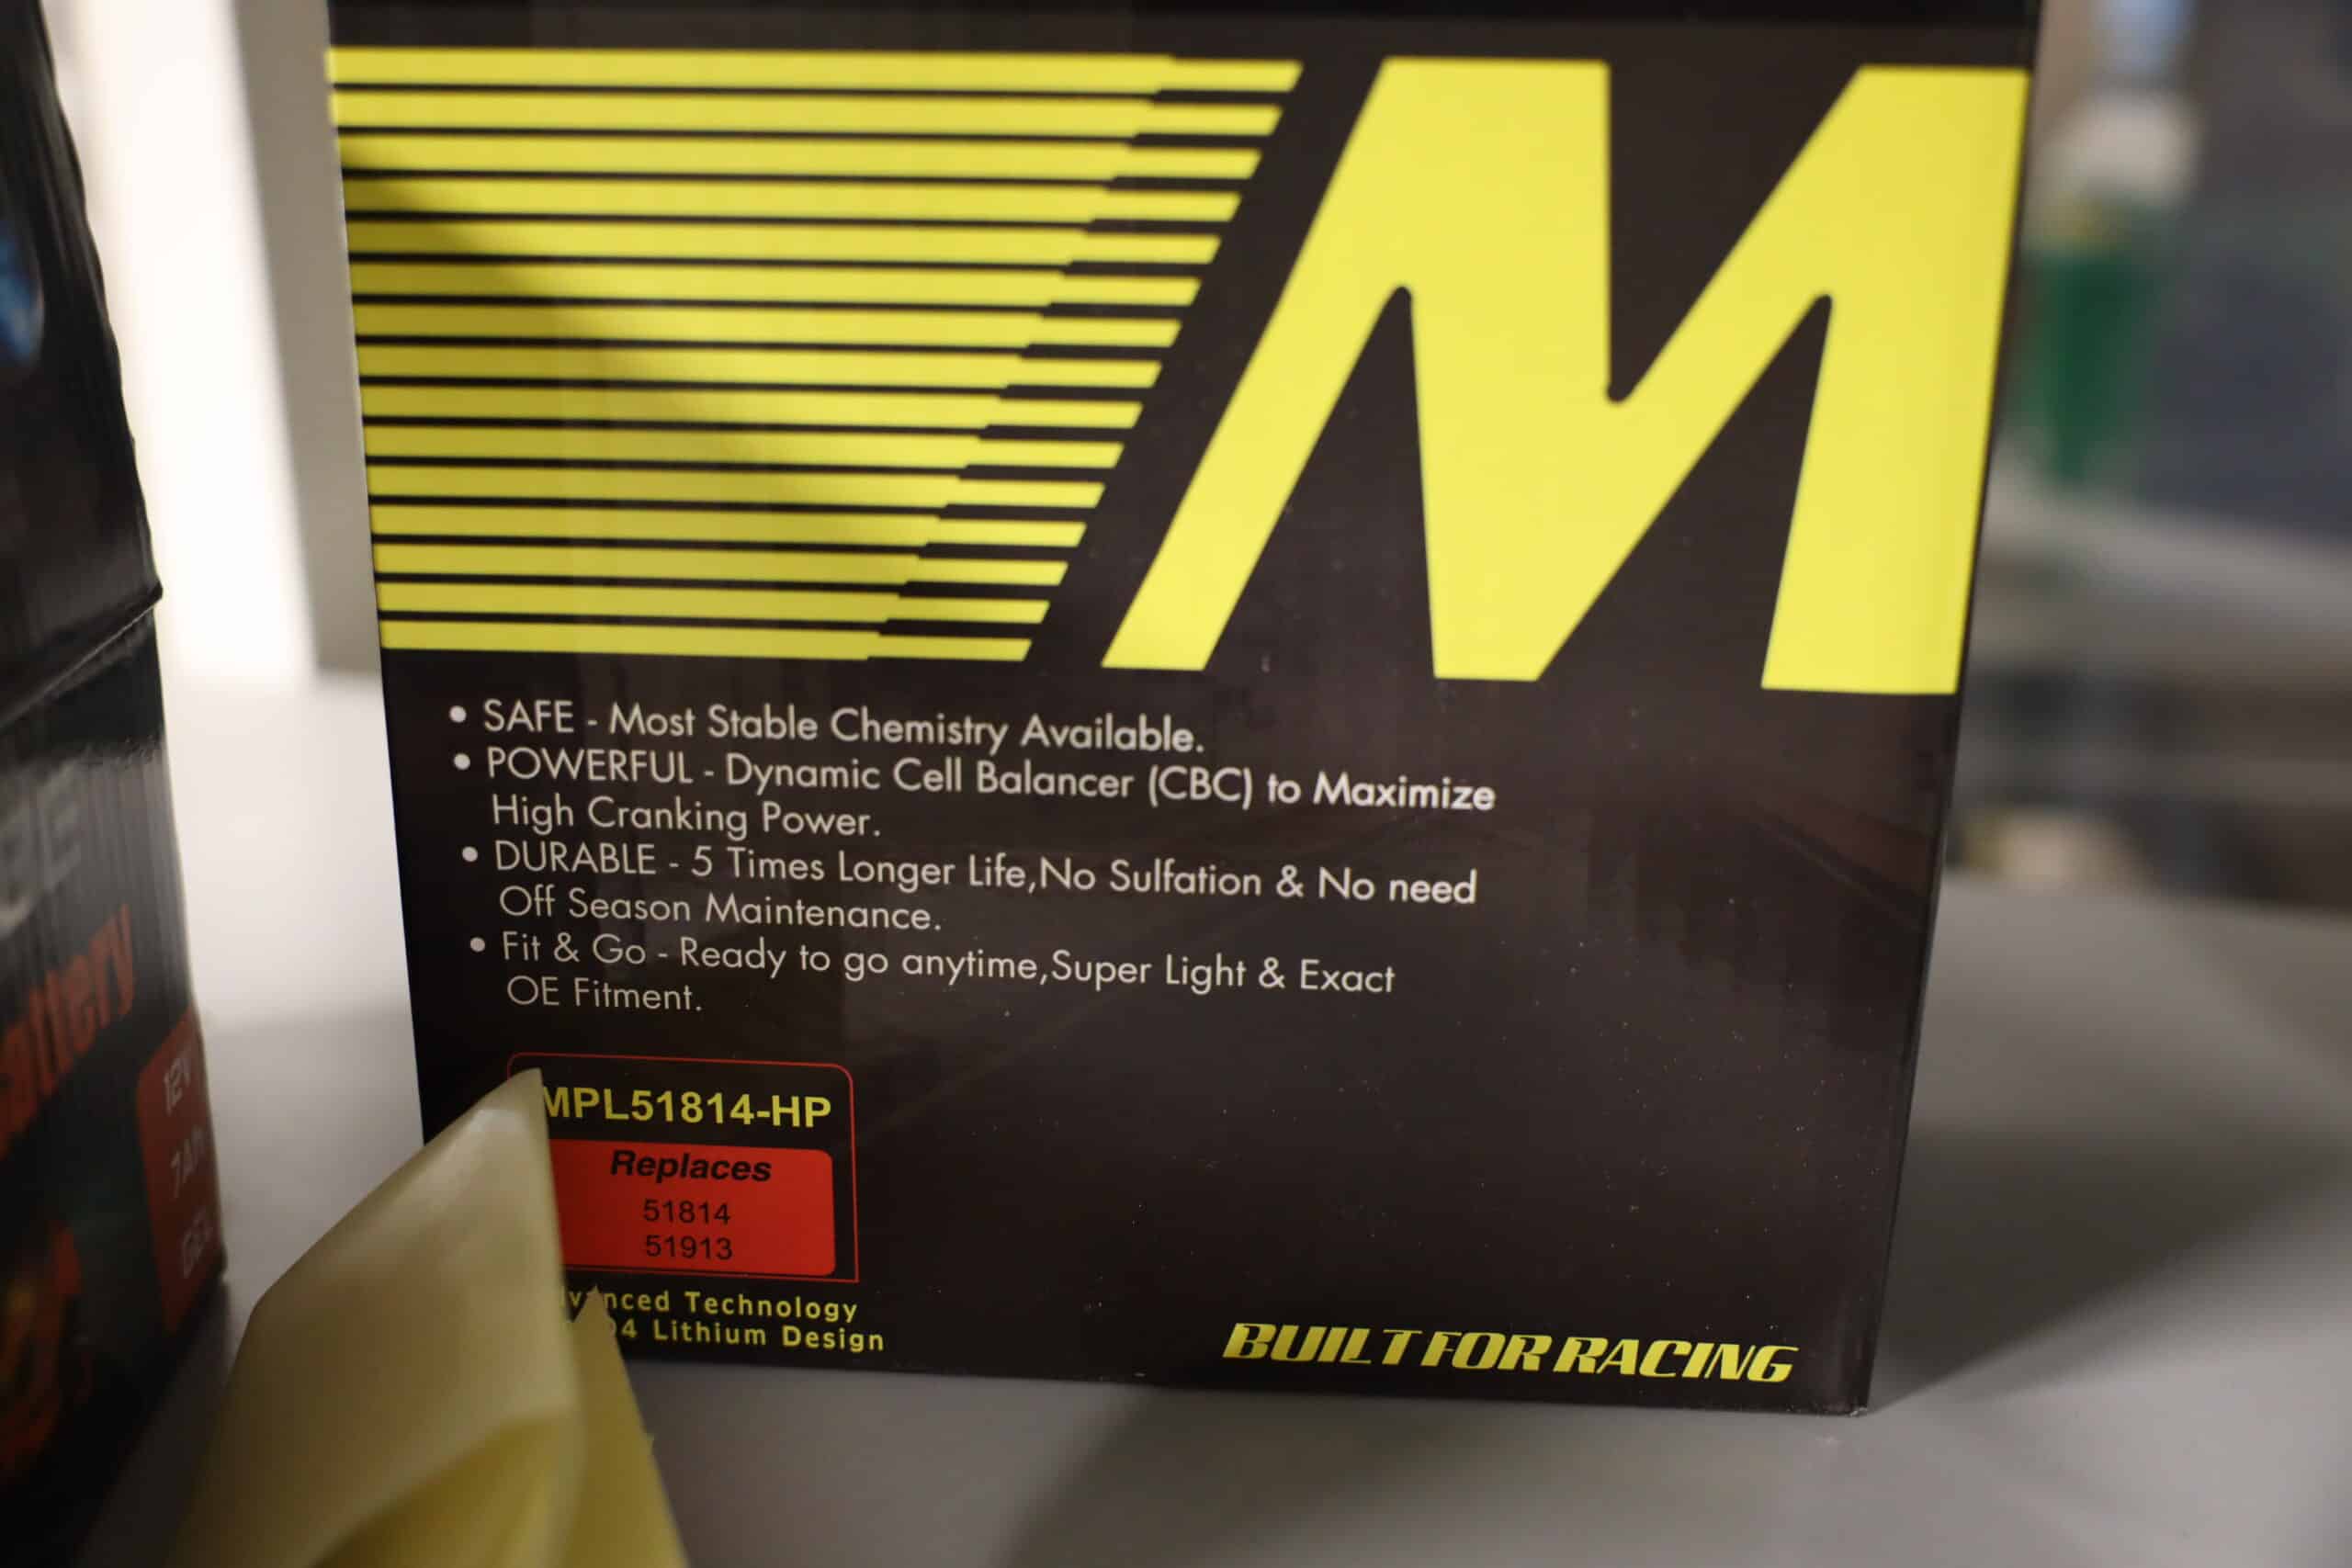 M
• SAFE - Most Stable Chemistry Available.
• POWERFUL - Dynamic Cell Balancer (CBC) to Maximize
High Cranking Power.
• DURABLE - 5 Times Longer Life,No Sulfation & No need
Off Season Maintenance.
• Fit & Go - Ready to go anytime,Super Light & Exact
OE Fitment.
MPL51814-HP
Replaces
51814
51913
Technology
Lithium Design
BUILT FOR RACING
12V